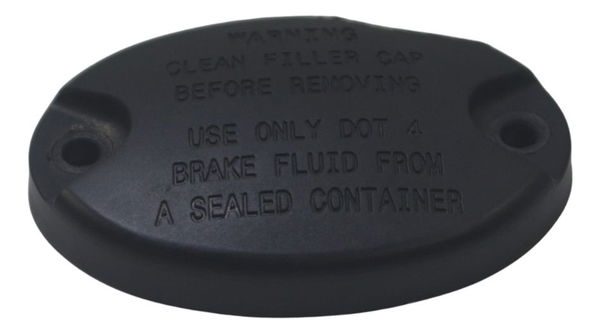 WARNING
CLEAN FILLER CAP
BEFORE REMOVING
USE ONLY DOT 4
BRAKE FLUID FROM
A SEALED CONTAINER